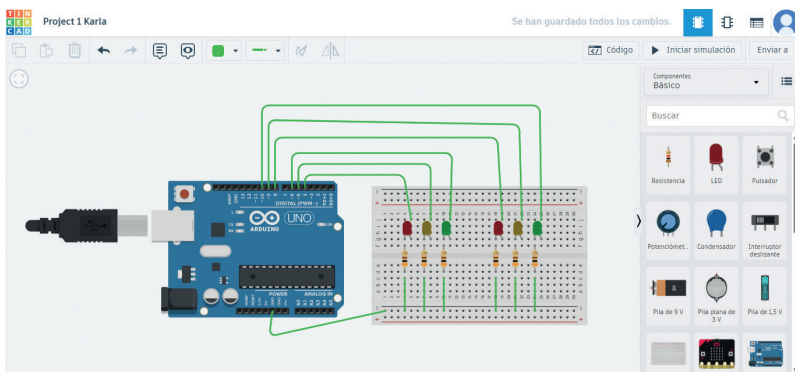 TIN
KER
CAD
Project 1 Karla
Se han guardado todos los cambios.
Código
Iniciar simulación
Enviar a
Componentes
Básico
Buscar
Resistencia
LED
Pulsador
Potenciómet...
Condensador
Interruptor
deslizante
Pila de 9 V
Pila plana de
3 V
Pila de 1,5 V
DIGITAL (PWM ~)
UNO
ARDUINO
POWER
ANALOG IN